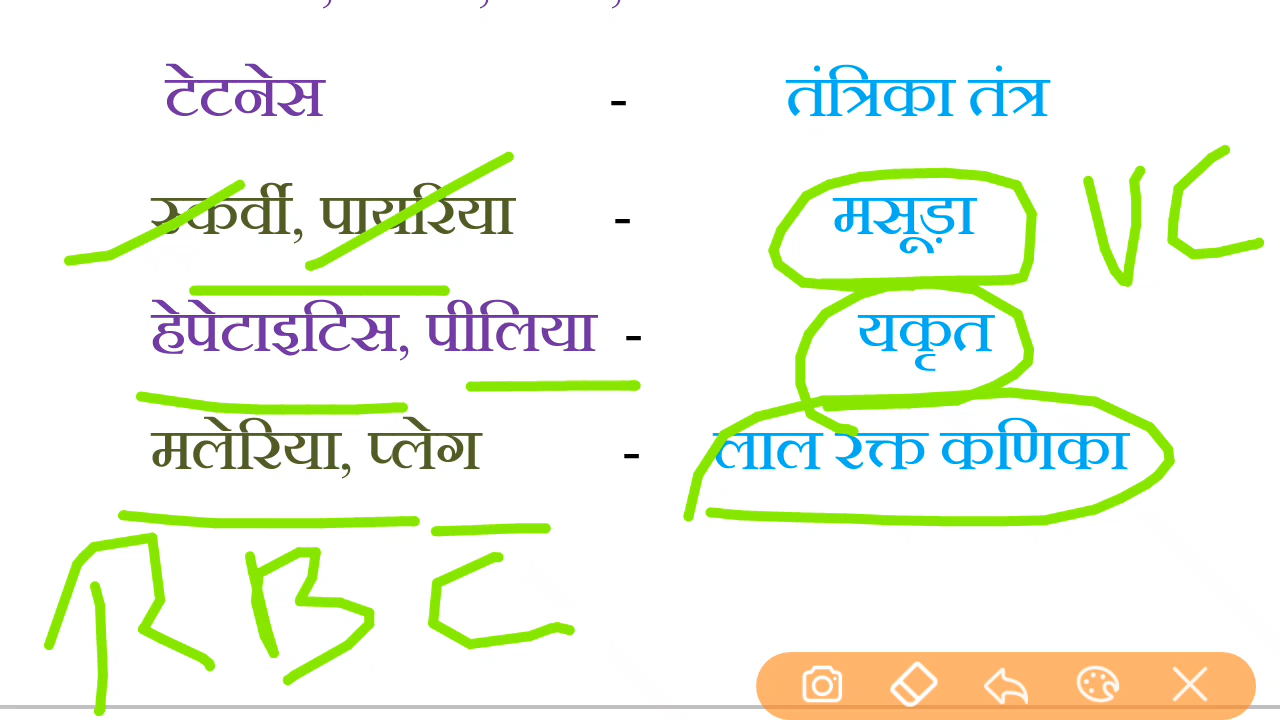 टेटनेस - तंत्रिका तंत्र
स्कर्वी, पायरिया - मसूड़ा VC
हेपेटाइटिस, पीलिया - यकृत
मलेरिया, प्लेग - लाल रक्त कणिका
RBC